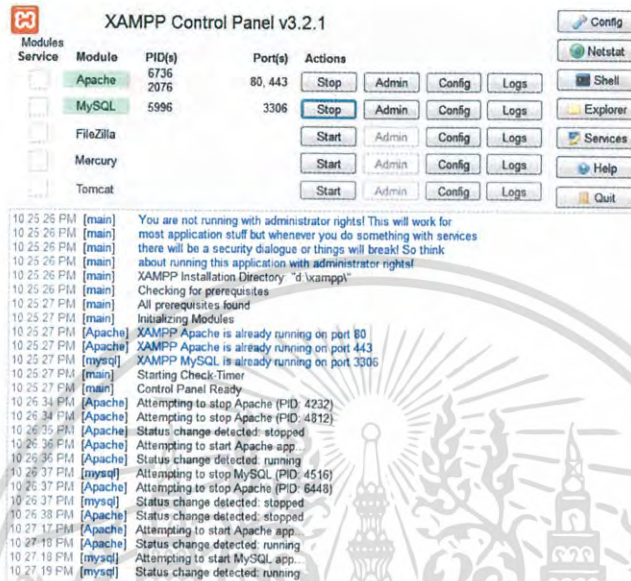 XAMPP Control Panel v3.2.1
Config
Modules
Service Module PID(s) Port(s) Actions
Netstat
Apache 6736 2076 80, 443 Stop Admin Config Logs
Shell
MySQL 5996 3306 Stop Admin Config Logs
Explorer
FileZilla Start Admin Config Logs
Services
Mercury Start Admin Config Logs
Help
Tomcat Start Admin Config Logs
Quit
10:25:26 PM [main] You are not running with administrator rights! This will work for
10:25:26 PM [main] most application stuff but whenever you do something with services
10:25:26 PM [main] there will be a security dialogue or things will break! So think
10:25:26 PM [main] about running this application with administrator rights!
10:25:26 PM [main] XAMPP Installation Directory: "d:\xampp\"
10:25:26 PM [main] Checking for prerequisites
10:25:27 PM [main] All prerequisites found
10:25:27 PM [main] Initializing Modules
10:25:27 PM [Apache] XAMPP Apache is already running on port 80
10:25:27 PM [Apache] XAMPP Apache is already running on port 443
10:25:27 PM [mysql] XAMPP MySQL is already running on port 3306
10:25:27 PM [main] Starting Check-Timer
10:25:27 PM [main] Control Panel Ready
10:26:34 PM [Apache] Attempting to stop Apache (PID: 4232)
10:26:34 PM [Apache] Attempting to stop Apache (PID: 4812)
10:26:35 PM [Apache] Status change detected: stopped
10:26:36 PM [Apache] Attempting to start Apache app...
10:26:36 PM [Apache] Status change detected: running
10:26:37 PM [mysql] Attempting to stop MySQL (PID: 4516)
10:26:37 PM [Apache] Attempting to stop Apache (PID: 6448)
10:26:37 PM [mysql] Status change detected: stopped
10:26:38 PM [Apache] Status change detected: stopped
10:27:17 PM [Apache] Attempting to start Apache app...
10:27:18 PM [Apache] Status change detected: running
10:27:18 PM [mysql] Attempting to start MySQL app...
10:27:19 PM [mysql] Status change detected: running